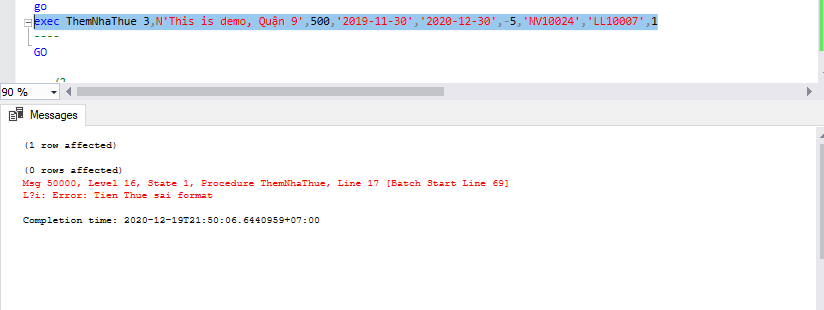 go
exec ThemNhaThue 3,N'This is demo, Quận 9',500,'2019-11-30','2020-12-30',-5,'NV10024','LL10007',1
----
GO
90 %
Messages
(1 row affected)
(0 rows affected)
Msg 50000, Level 16, State 1, Procedure ThemNhaThue, Line 17 [Batch Start Line 69]
L?i: Error: Tien Thue sai format
Completion time: 2020-12-19T21:50:06.6440959+07:00